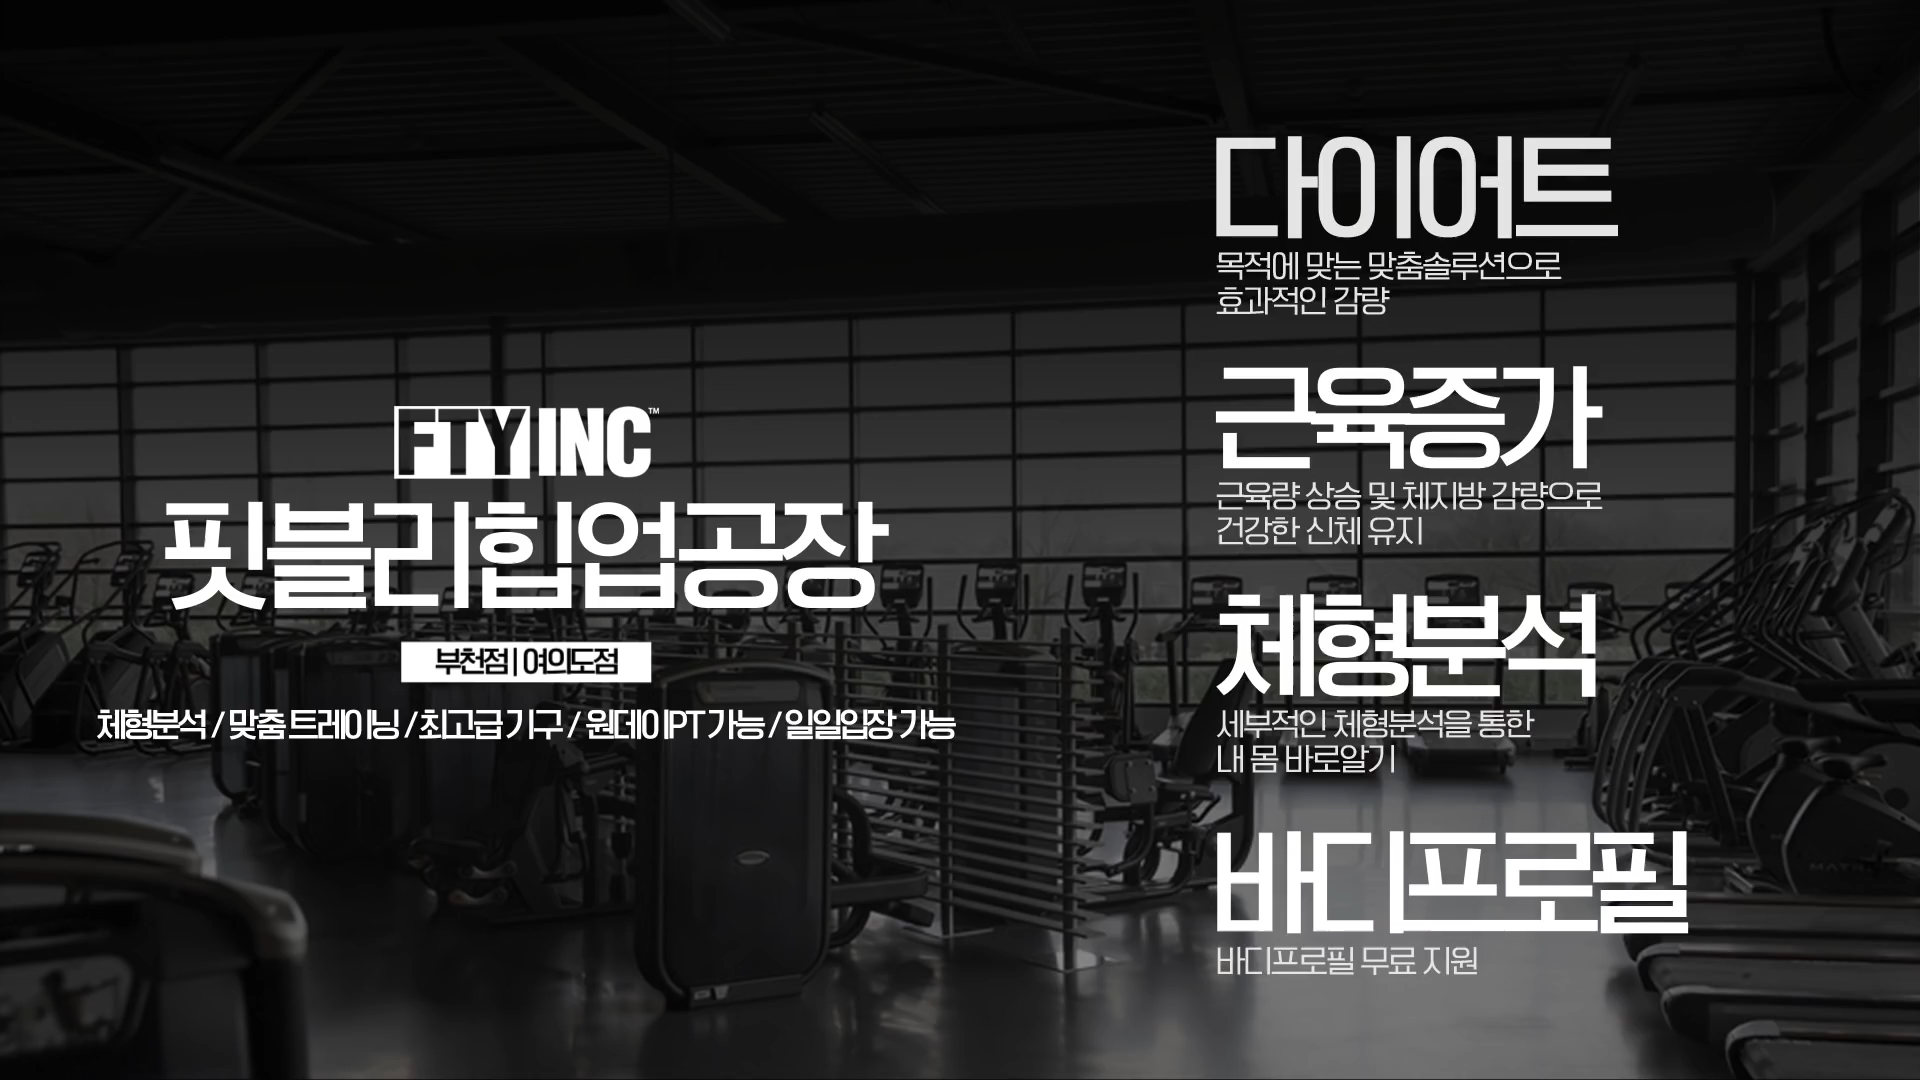 FTY INC™
핏블리힙업공장
부천점 | 여의도점
체형분석 / 맞춤 트레이닝 / 최고급 기구 / 원데이PT 가능 / 일일입장 가능
다이어트
목적에 맞는 맞춤솔루션으로
효과적인 감량
근육증가
근육량 상승 및 체지방 감량으로
건강한 신체 유지
체형분석
세부적인 체형분석을 통한
내 몸 바로알기
바디프로필
바디프로필 무료 지원